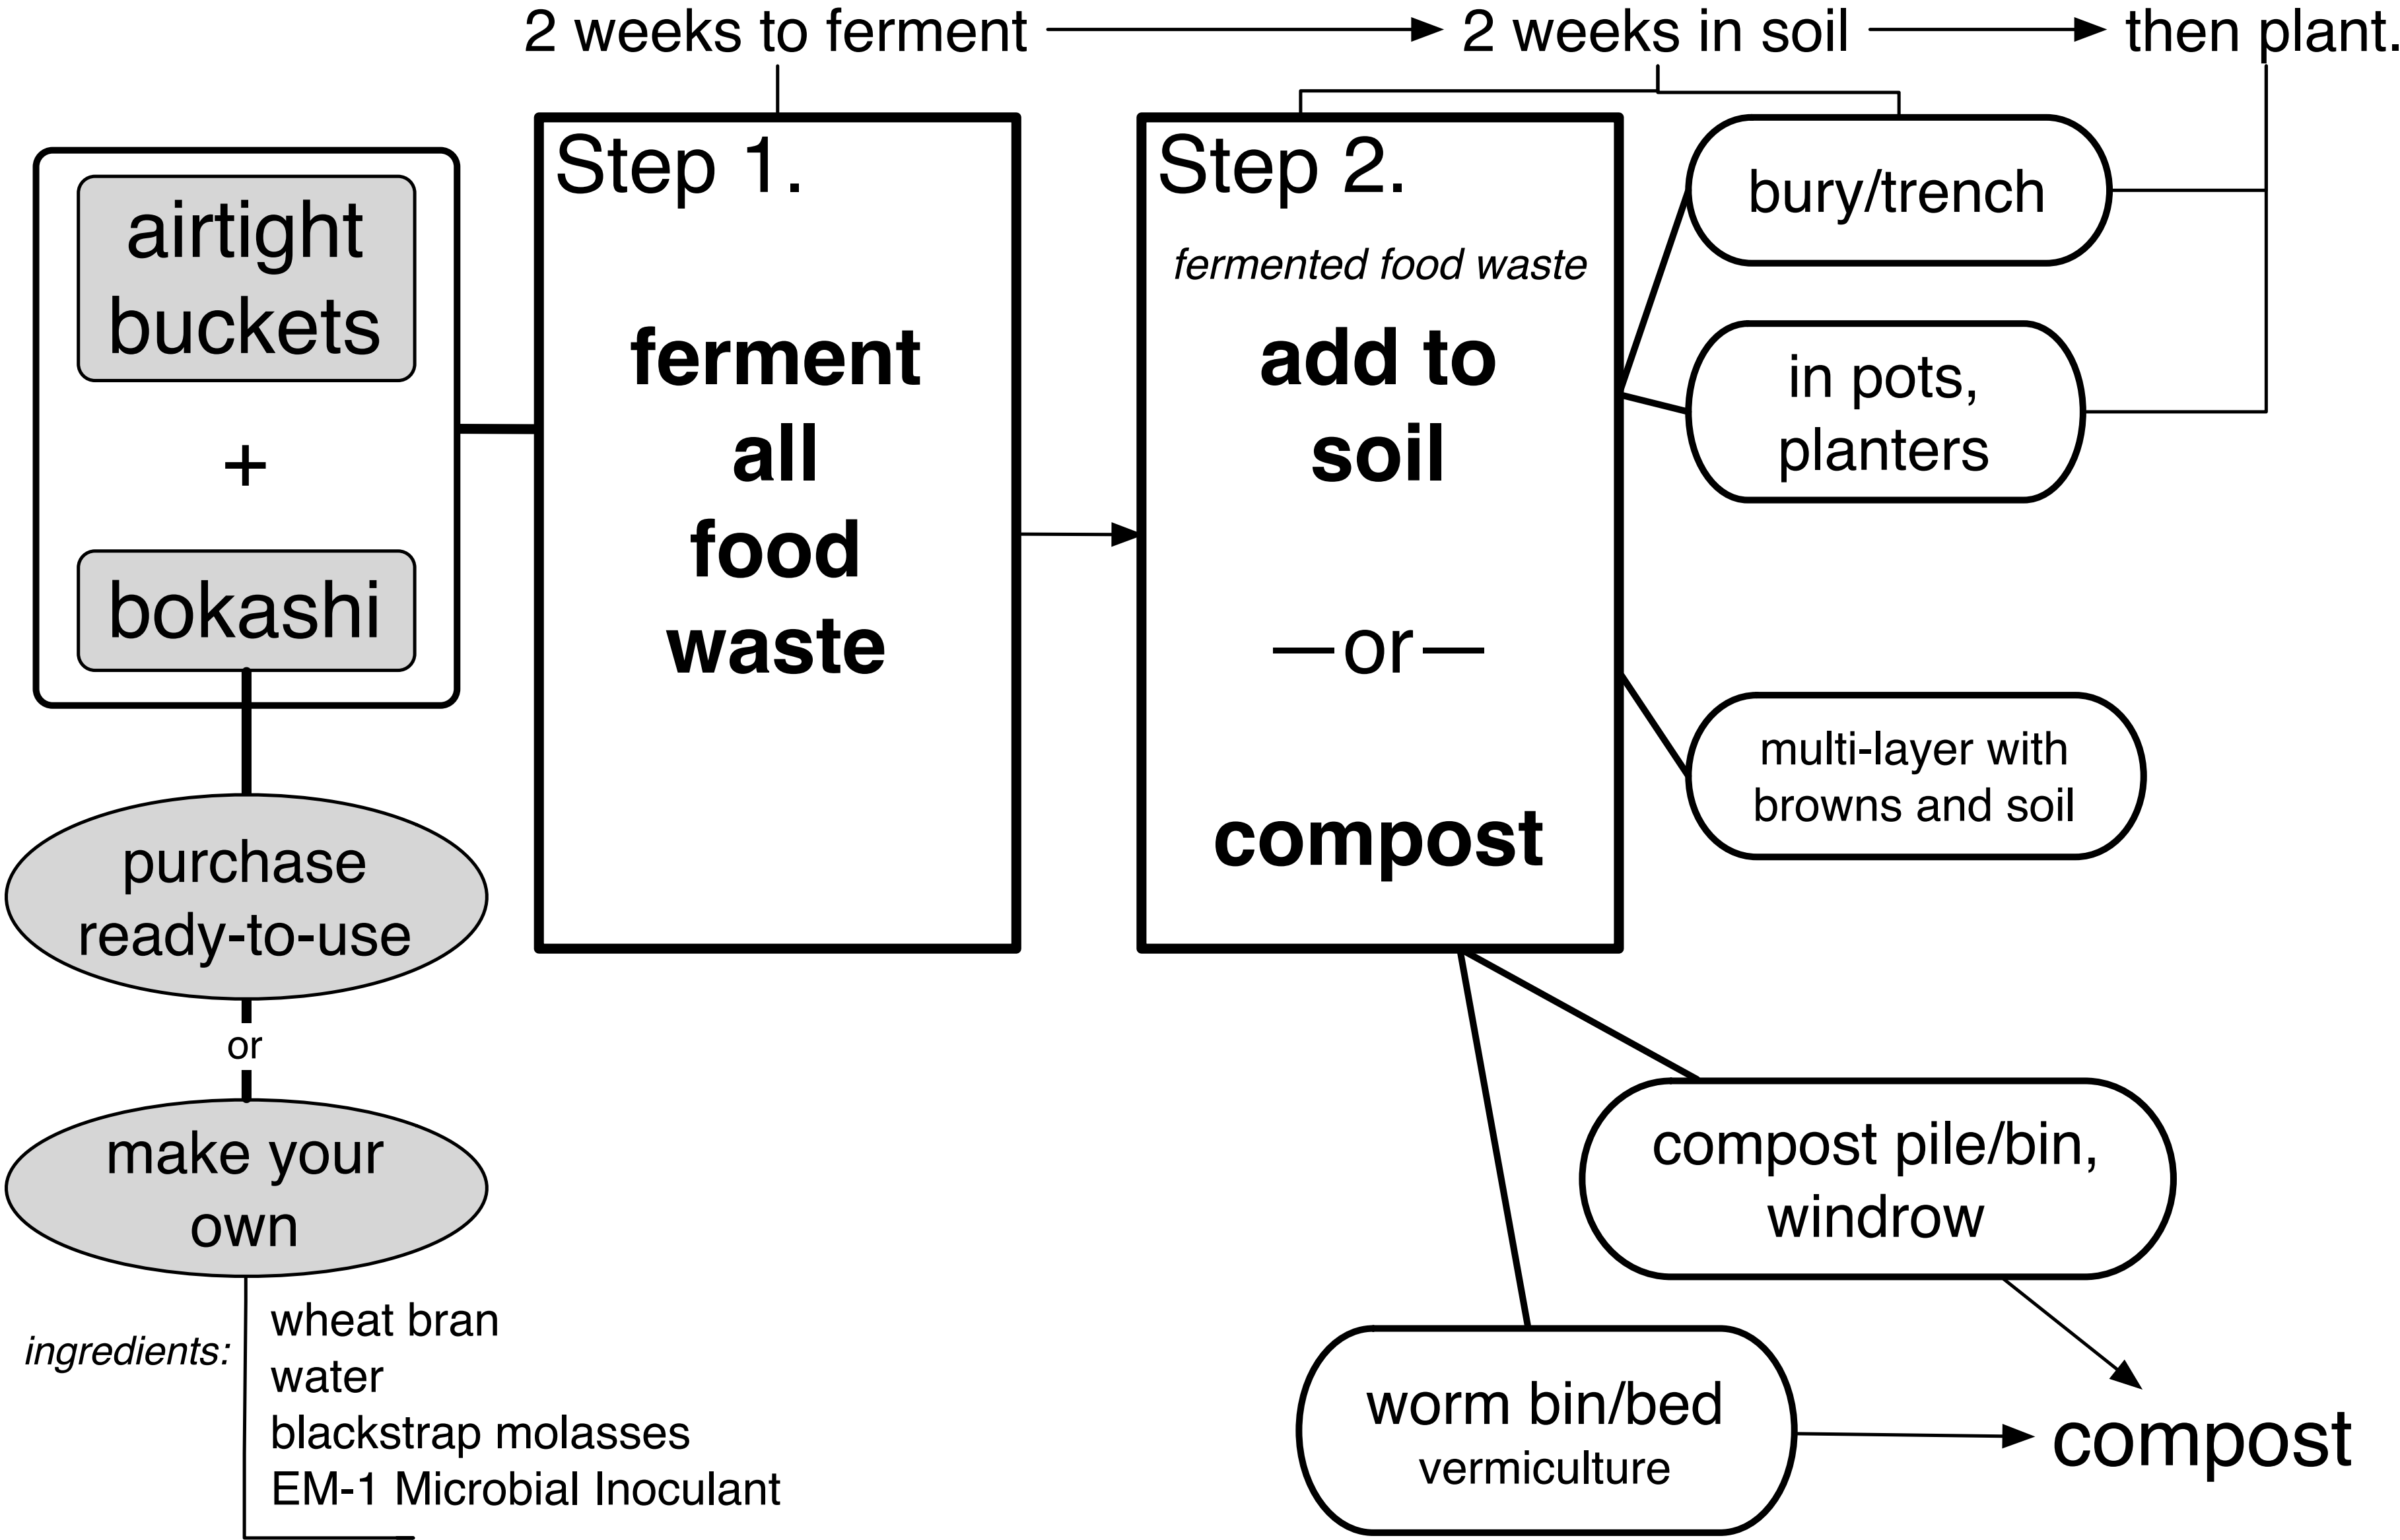 2 weeks to ferment
2 weeks in soil
then plant.
airtight
buckets
+
bokashi
purchase
ready-to-use
or
make your
own
ingredients:
wheat bran
water
blackstrap molasses
EM-1 Microbial Inoculant
Step 1.
ferment
all
food
waste
Step 2.
fermented food waste
add to
soil
—or—
compost
bury/trench
in pots,
planters
multi-layer with
browns and soil
compost pile/bin,
windrow
worm bin/bed
vermiculture
compost